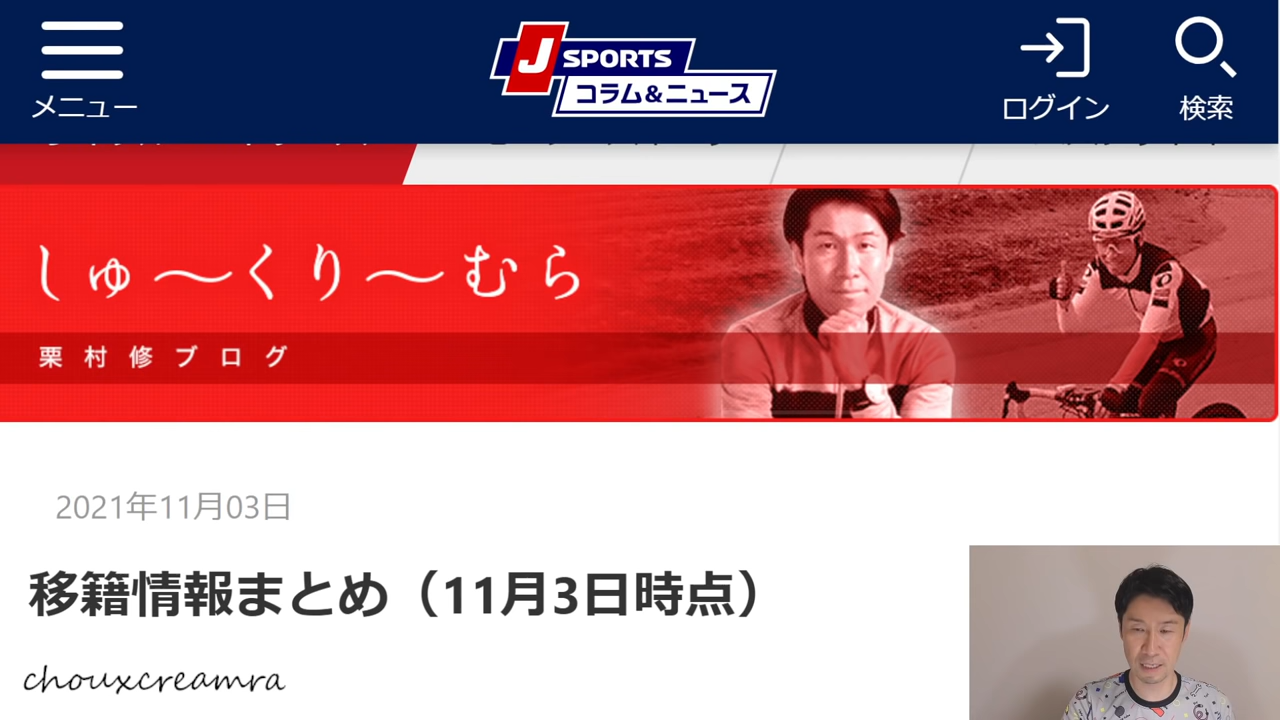 メニュー
J SPORTS
コラム&ニュース
ログイン
検索
しゅ～くり～むら
栗村修ブログ
2021年11月03日
移籍情報まとめ（11月3日時点）
chouxcreamra